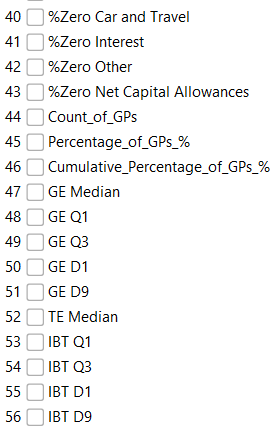 40 %Zero Car and Travel
41 %Zero Interest
42 %Zero Other
43 %Zero Net Capital Allowances
44 Count_of_GPs
45 Percentage_of_GPs_%
46 Cumulative_Percentage_of_GPs_%
47 GE Median
48 GE Q1
49 GE Q3
50 GE D1
51 GE D9
52 TE Median
53 IBT Q1
54 IBT Q3
55 IBT D1
56 IBT D9